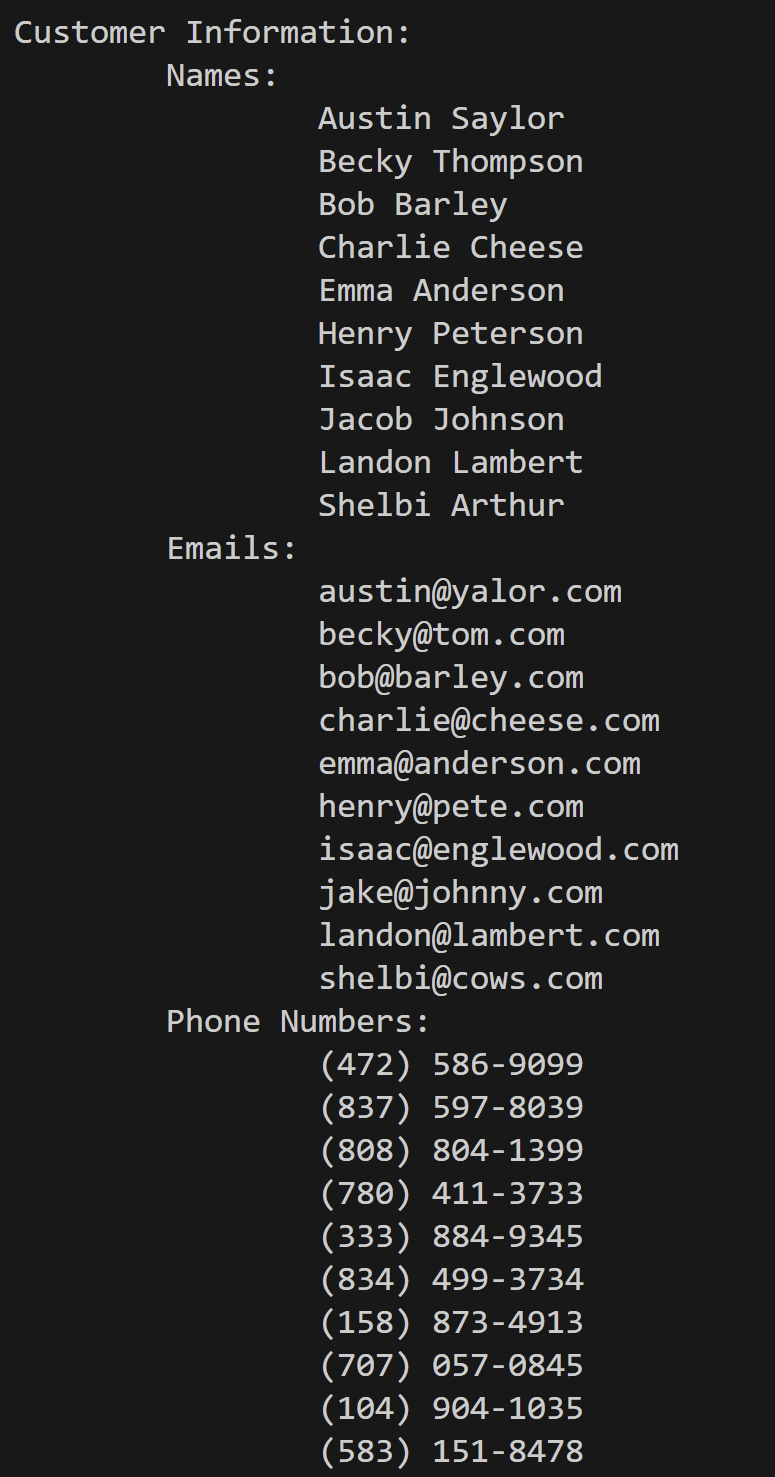 Customer Information:
Names:
Austin Saylor
Becky Thompson
Bob Barley
Charlie Cheese
Emma Anderson
Henry Peterson
Isaac Englewood
Jacob Johnson
Landon Lambert
Shelbi Arthur
Emails:
austin@yalor.com
becky@tom.com
bob@barley.com
charlie@cheese.com
emma@anderson.com
henry@pete.com
isaac@englewood.com
jake@johnny.com
landon@lambert.com
shelbi@cows.com
Phone Numbers:
(472) 586-9099
(837) 597-8039
(808) 804-1399
(780) 411-3733
(333) 884-9345
(834) 499-3734
(158) 873-4913
(707) 057-0845
(104) 904-1035
(583) 151-8478